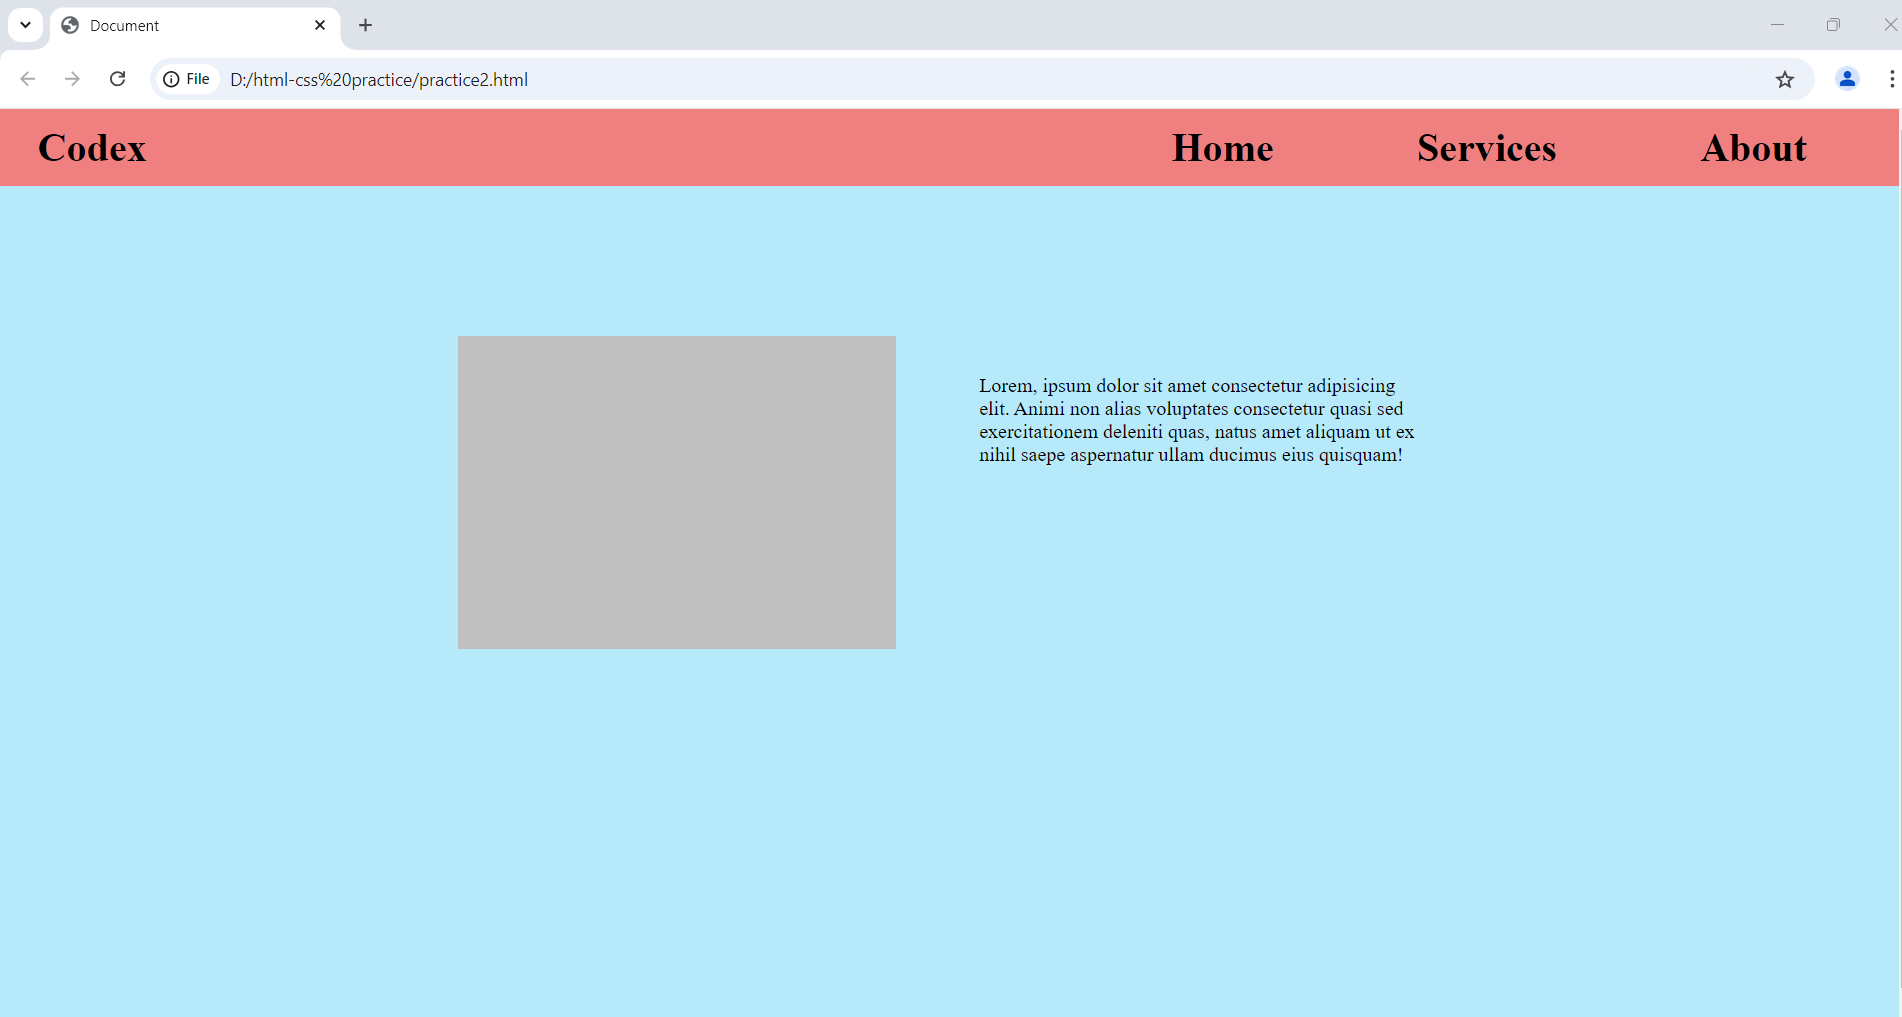 Document
File
D:/html-css%20practice/practice2.html
Codex
Home
Services
About
Lorem, ipsum dolor sit amet consectetur adipisicing
elit. Animi non alias voluptates consectetur quasi sed
exercitationem deleniti quas, natus amet aliquam ut ex
nihil saepe aspernatur ullam ducimus eius quisquam!